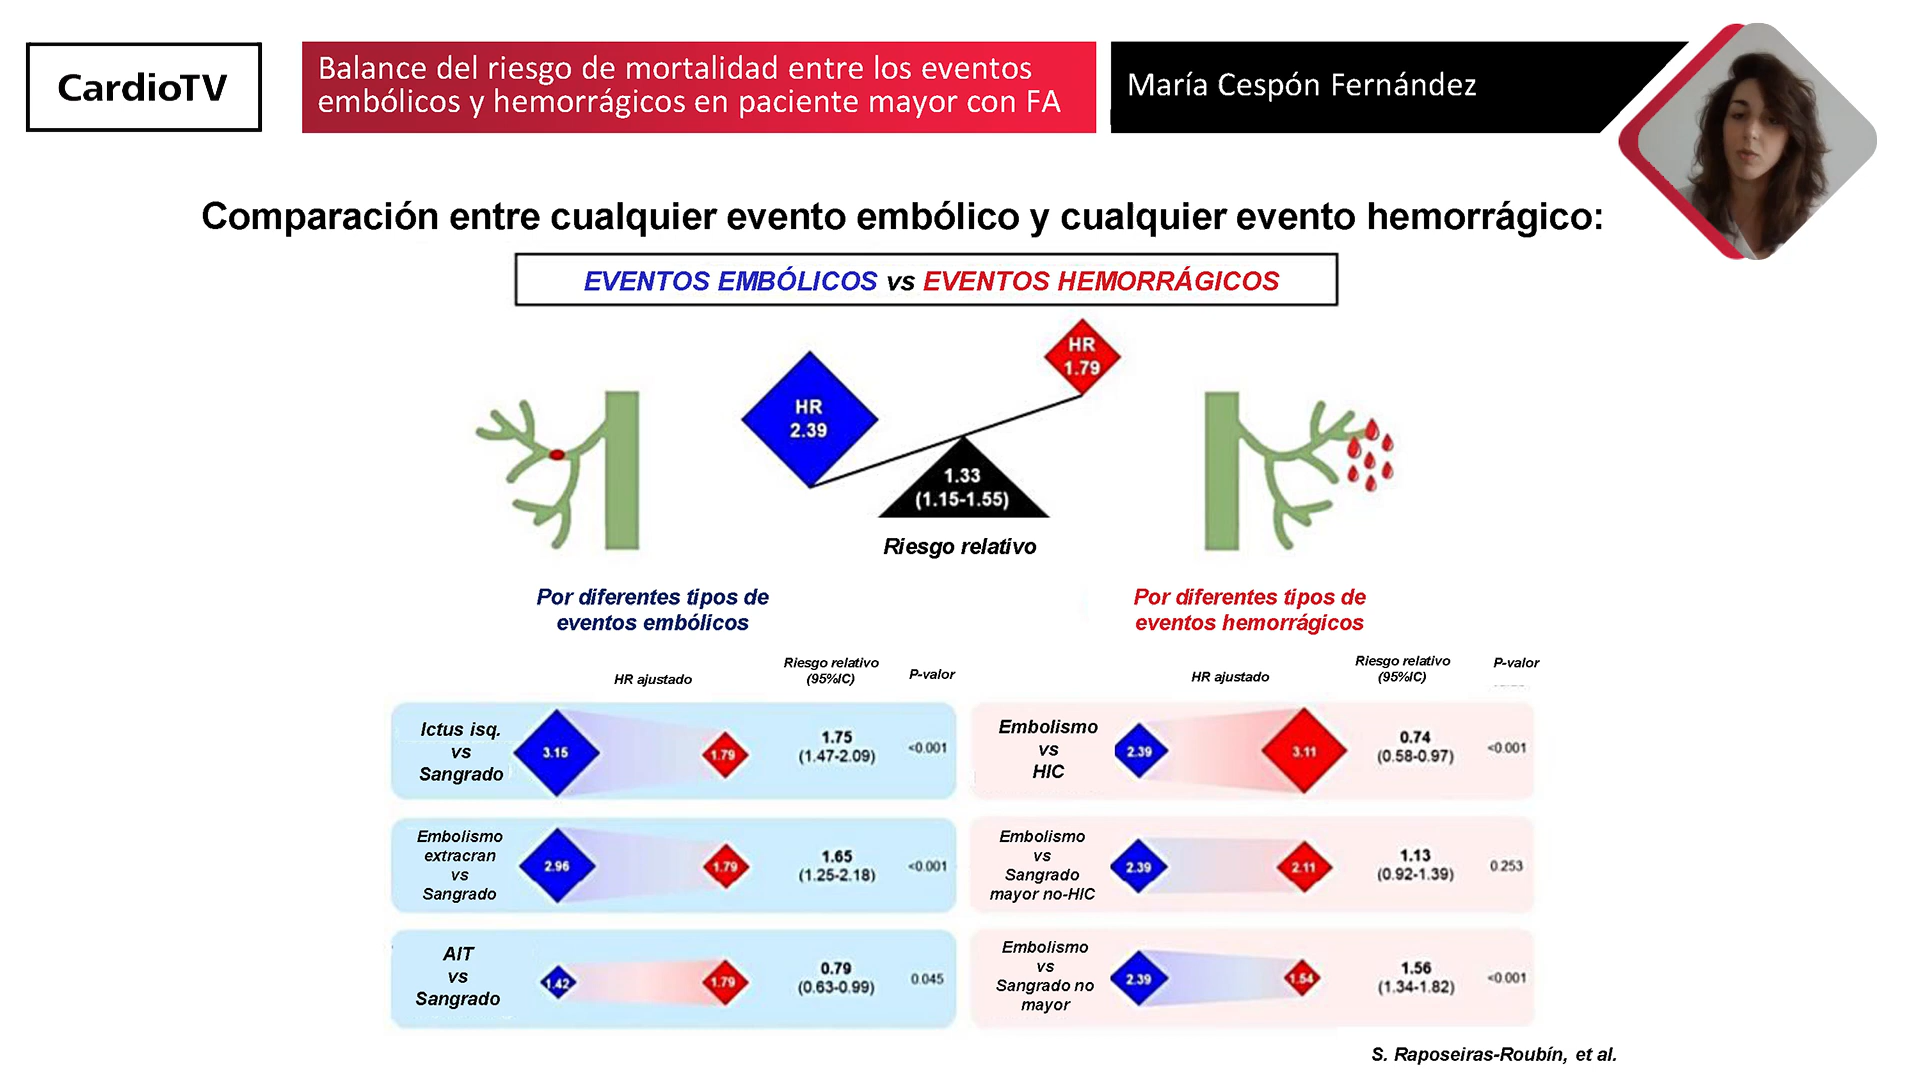 CardioTV
Balance del riesgo de mortalidad entre los eventos
embólicos y hemorrágicos en paciente mayor con FA
María Cespón Fernández
Comparación entre cualquier evento embólico y cualquier evento hemorrágico:
EVENTOS EMBÓLICOS vs EVENTOS HEMORRÁGICOS
HR
2.39
HR
1.79
1.33
(1.15-1.55)
Riesgo relativo
Por diferentes tipos de
eventos embólicos
HR ajustado
Riesgo relativo
(95%IC)
P-valor
Ictus isq.
vs
Sangrado
3.15
1.79
1.75
(1.47-2.09)
<0.001
Embolismo
extracran
vs
Sangrado
2.96
1.79
1.65
(1.25-2.18)
<0.001
AIT
vs
Sangrado
1.42
1.79
0.79
(0.63-0.99)
0.045
Por diferentes tipos de
eventos hemorrágicos
HR ajustado
Riesgo relativo
(95%IC)
P-valor
Embolismo
vs
HIC
2.39
3.11
0.74
(0.58-0.97)
<0.001
Embolismo
vs
Sangrado
mayor no-HIC
2.39
2.11
1.13
(0.92-1.39)
0.253
Embolismo
vs
Sangrado no
mayor
2.39
1.54
1.56
(1.34-1.82)
<0.001
S. Raposeiras-Roubín, et al.